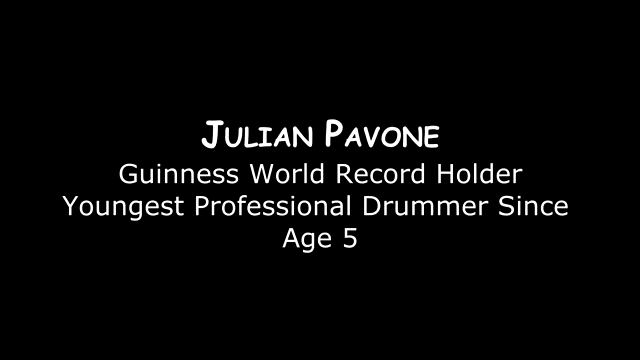 Julian Pavone
Guinness World Record Holder
Youngest Professional Drummer Since
Age 5